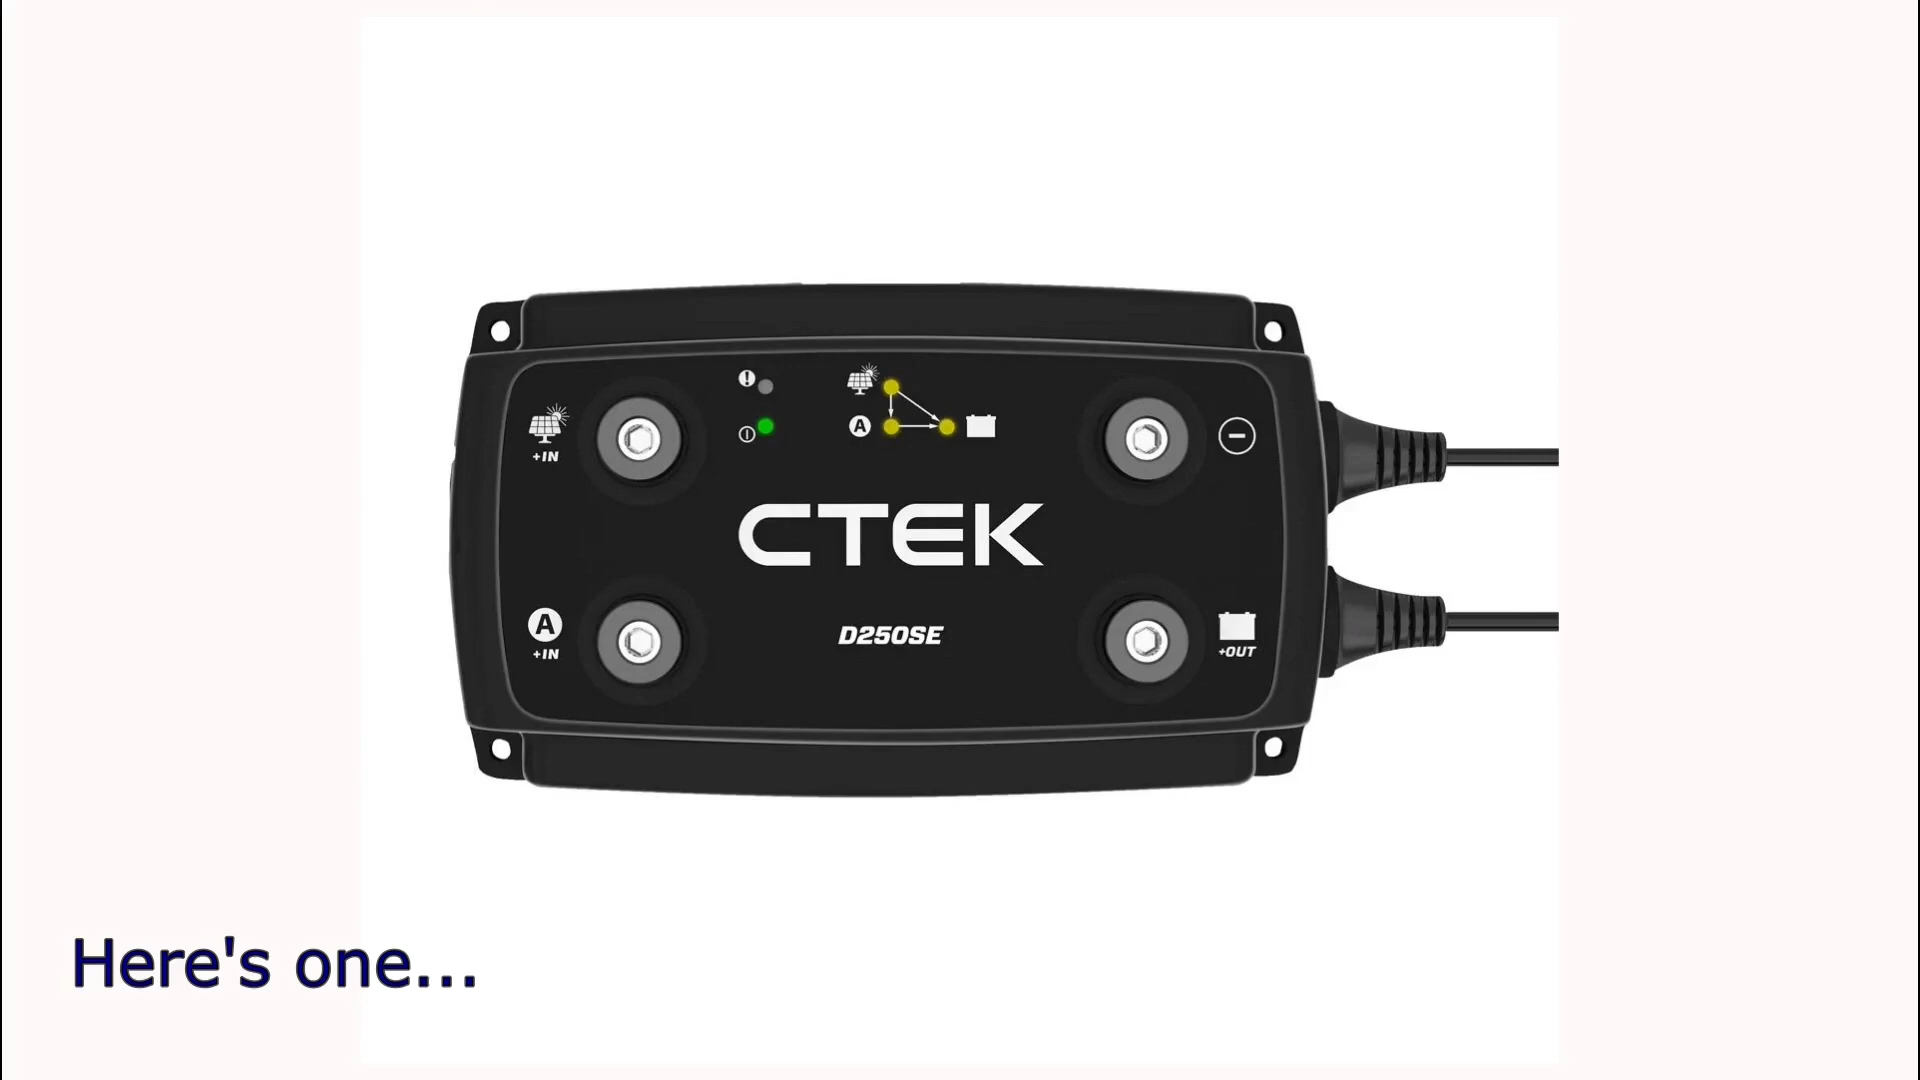 +IN
A
CTEK
A
+IN
D250SE
+OUT
Here's one...